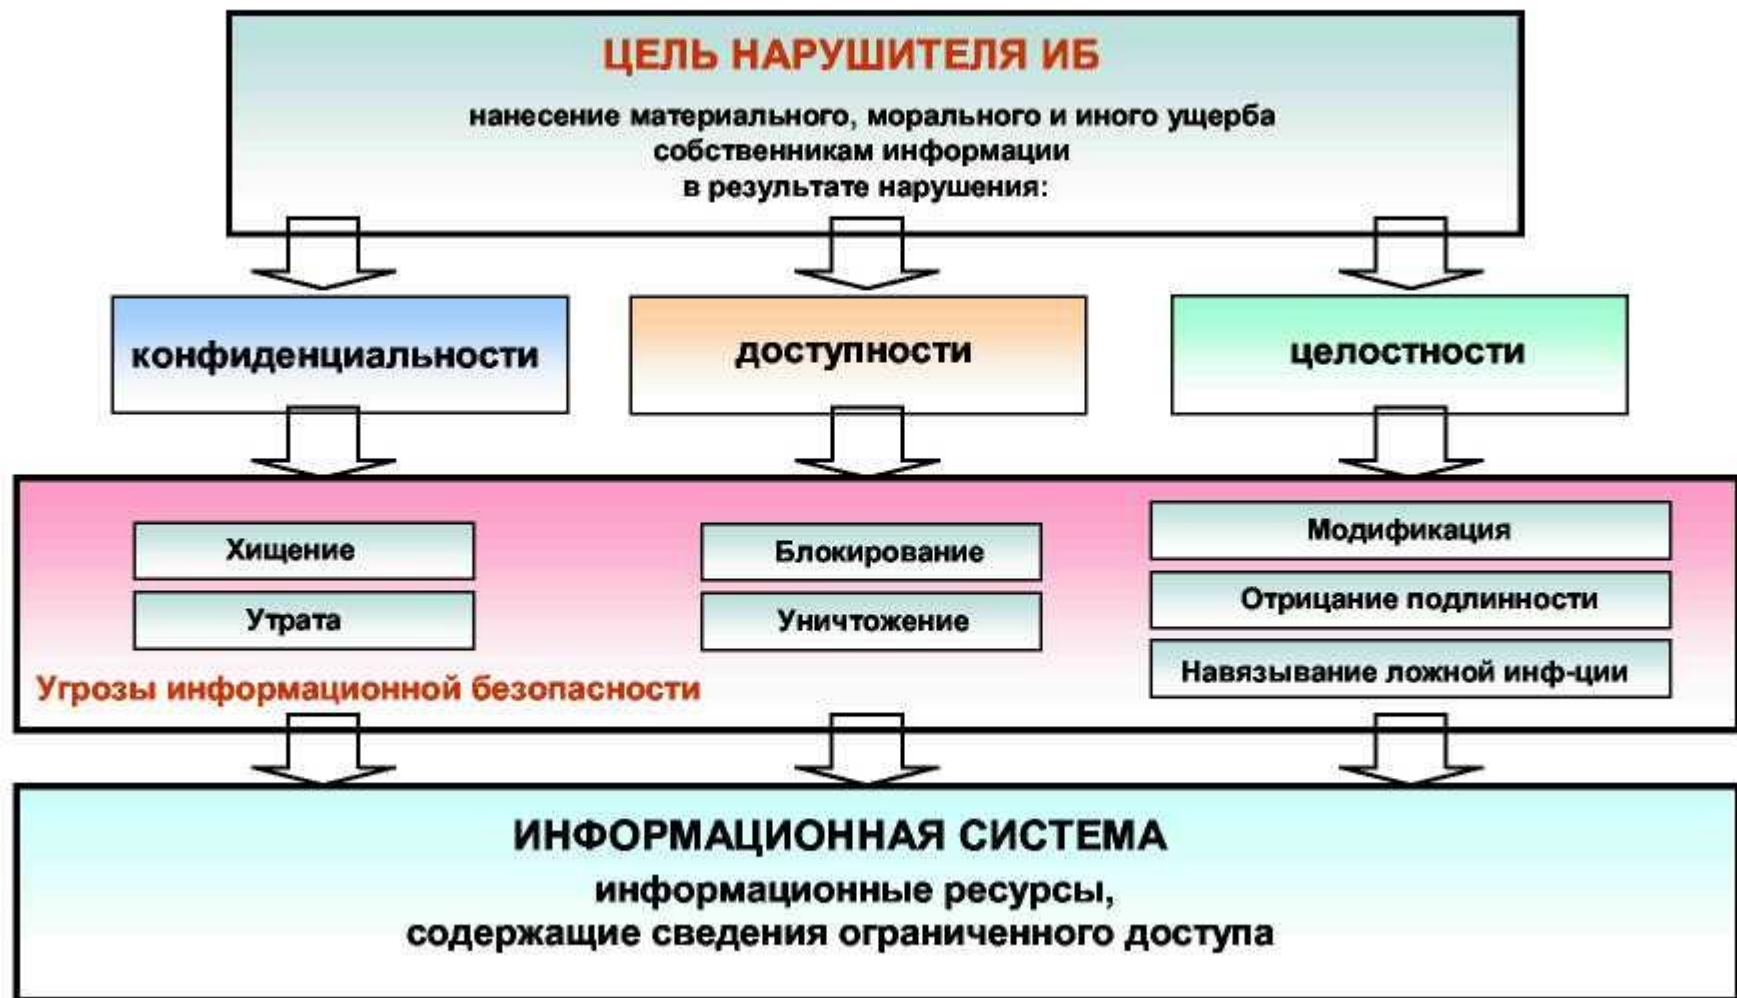 ЦЕЛЬ НАРУШИТЕЛЯ ИБ
нанесение материального, морального и иного ущерба
собственникам информации
в результате нарушения:
конфиденциальности
доступности
целостности
Хищение
Утрата
Блокирование
Уничтожение
Модификация
Отрицание подлинности
Навязывание ложной инф-ции
Угрозы информационной безопасности
ИНФОРМАЦИОННАЯ СИСТЕМА
информационные ресурсы,
содержащие сведения ограниченного доступа